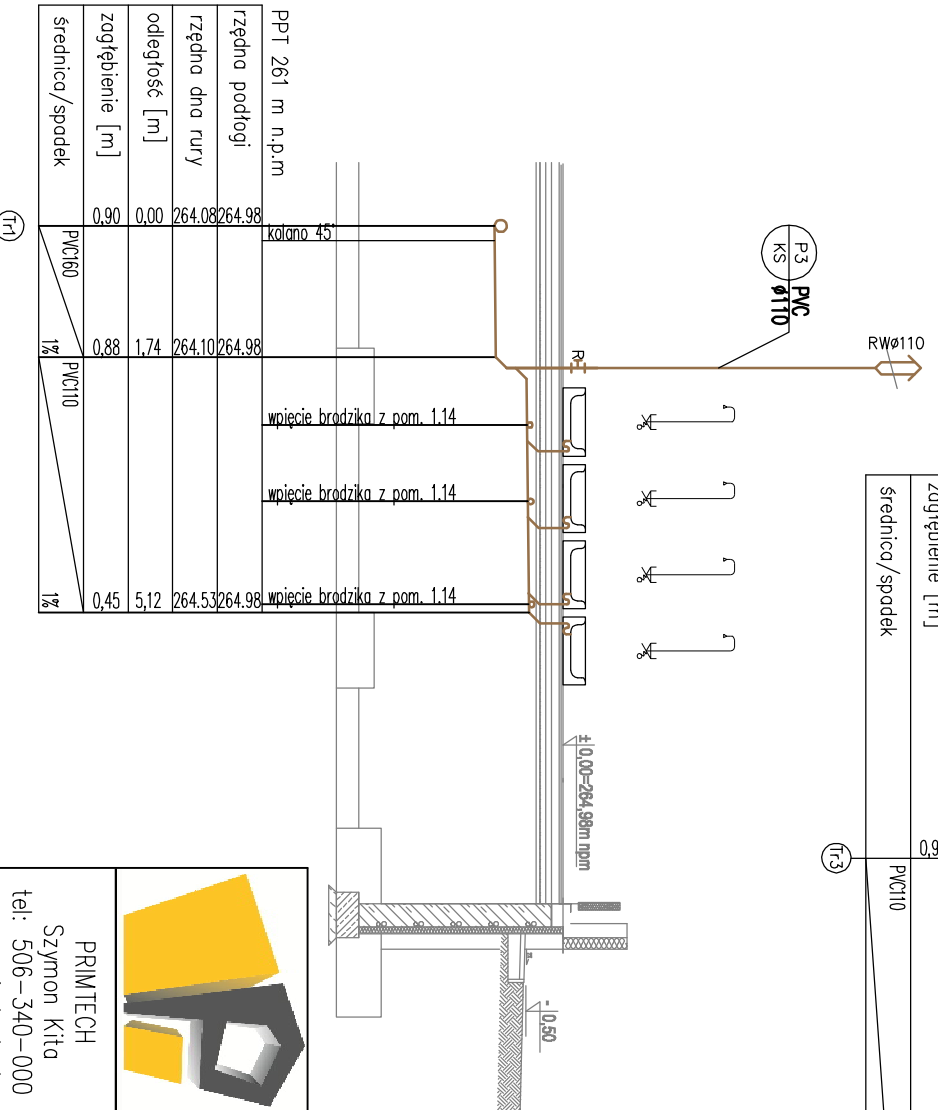 PPT 261 m n.p.m
rzędna podłogi
264.98
264.98
264.98
rzędna dna rury
264.08
264.10
264.53
odległość [m]
0,00
1,74
5,12
zagłębienie [m]
0,90
0,88
0,45
średnica/spadek
PVC160
1%
PVC110
1%
Tr1
kolano 45°
wpięcie brodzika z pom. 1.14
wpięcie brodzika z pom. 1.14
wpięcie brodzika z pom. 1.14
P3
KS
PVC
ø110
RWø110
R
± 0,00=264,98m npm
- 0,50
zagłębienie [m]
średnica/spadek
PVC110
Tr3
PRIMTECH
Szymon Kita
tel: 506-340-000